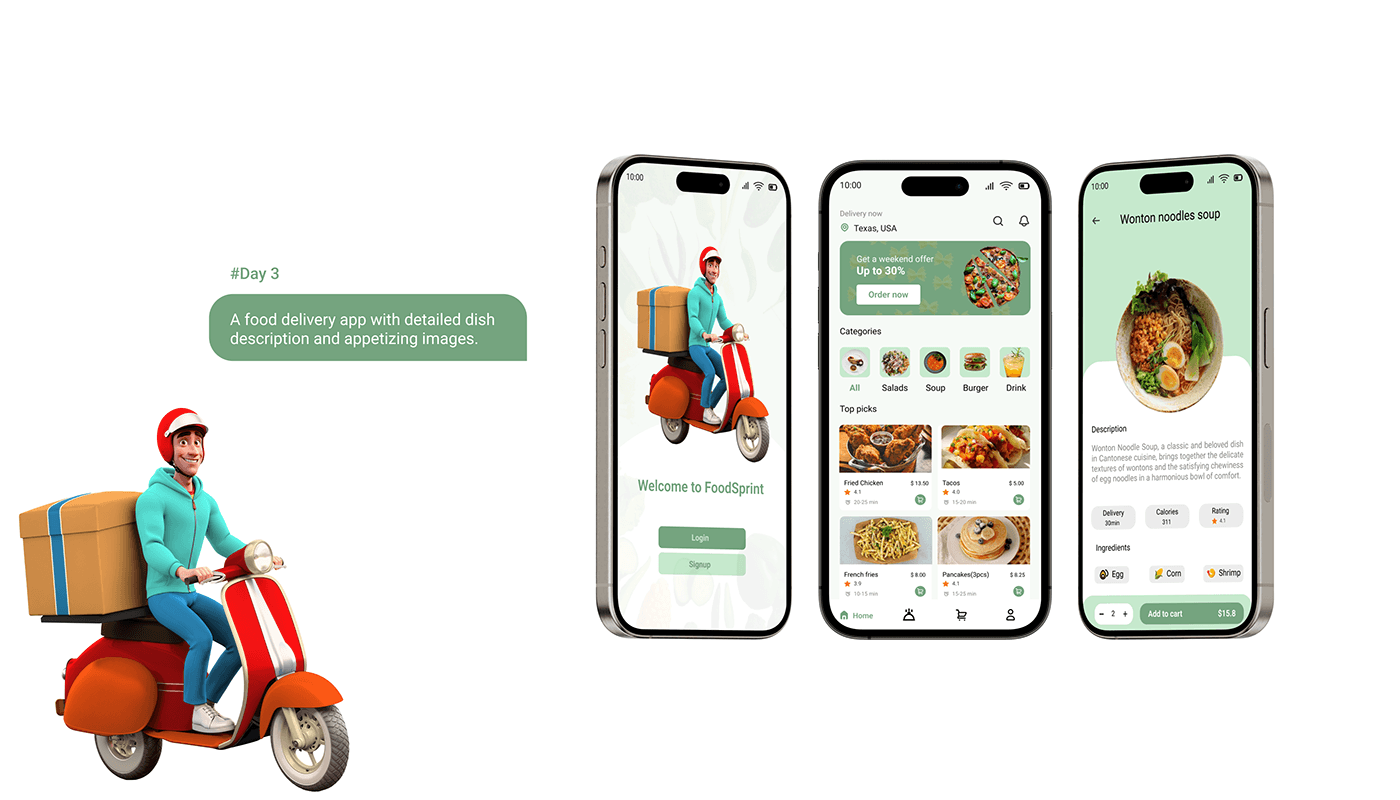 #Day 3
A food delivery app with detailed dish
description and appetizing images.
10:00
Welcome to FoodSprint
Login
Signup
10:00
Delivery now
Texas, USA
Get a weekend offer
Up to 30%
Order now
Categories
All Salads Soup Burger Drink
Top picks
Fried Chicken $ 13.50
4.1
20-25 min
Tacos $ 5.00
4.0
15-20 min
French fries $ 8.00
3.9
10-15 min
Pancakes(3pcs) $ 8.25
4.1
15-25 min
Home
10:00
Wonton noodles soup
Description
Wonton Noodle Soup, a classic and beloved dish
in Cantonese cuisine, brings together the delicate
textures of wontons and the satisfying chewiness
of egg noodles in a harmonious bowl of comfort.
Delivery Calories Rating
30min 311 4.1
Ingredients
Egg Corn Shrimp
− 2 + Add to cart $15.8